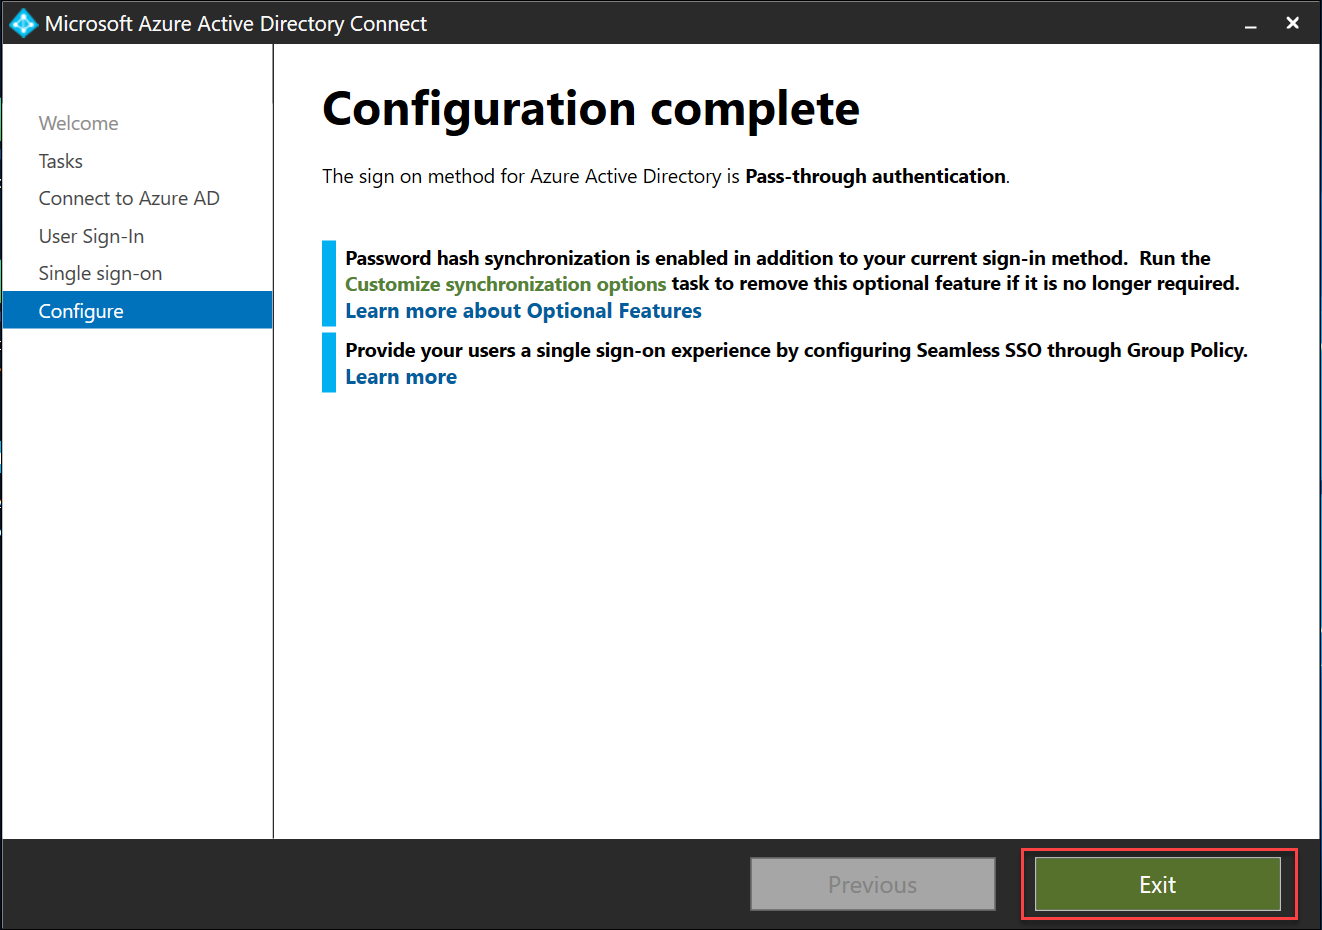 Microsoft Azure Active Directory Connect
Welcome
Tasks
Connect to Azure AD
User Sign-In
Single sign-on
Configure
Configuration complete
The sign on method for Azure Active Directory is Pass-through authentication.
Password hash synchronization is enabled in addition to your current sign-in method.  Run the
Customize synchronization options task to remove this optional feature if it is no longer required.
Learn more about Optional Features
Provide your users a single sign-on experience by configuring Seamless SSO through Group Policy.
Learn more
Previous
Exit